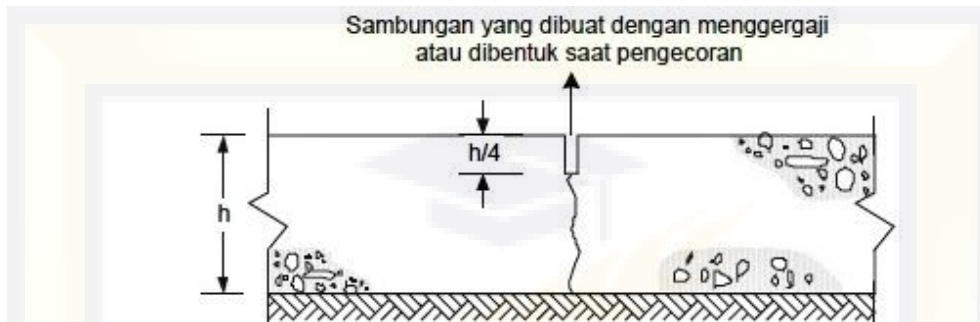 Sambungan yang dibuat dengan menggergaji
atau dibentuk saat pengecoran
h/4
h